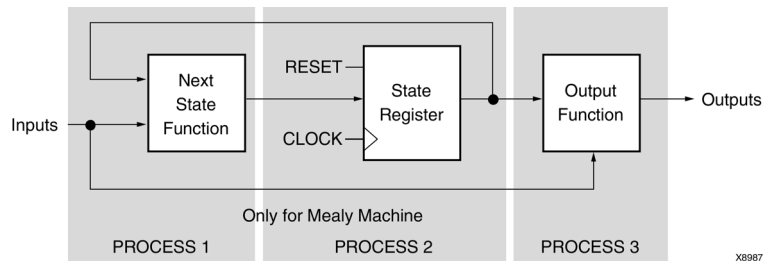 Inputs
Next
State
Function
RESET
CLOCK
State
Register
Output
Function
Outputs
Only for Mealy Machine
PROCESS 1
PROCESS 2
PROCESS 3
X8987